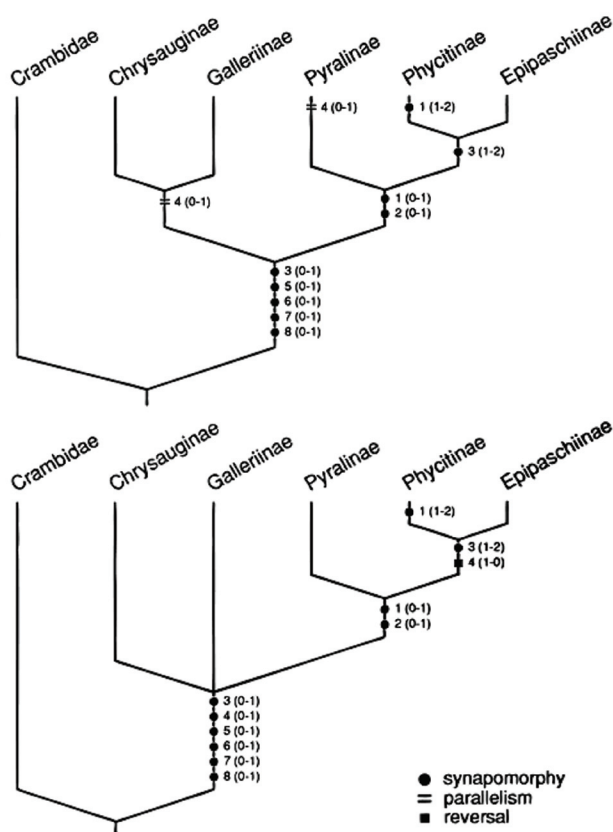 Crambidae
Chrysauginae
Galleriinae
Pyralinae
Phycitinae
Epipaschiinae
4 (0-1)
1 (1-2)
3 (1-2)
4 (0-1)
1 (0-1)
2 (0-1)
3 (0-1)
5 (0-1)
6 (0-1)
7 (0-1)
8 (0-1)
Crambidae
Chrysauginae
Galleriinae
Pyralinae
Phycitinae
Epipaschiinae
1 (1-2)
3 (1-2)
4 (1-0)
1 (0-1)
2 (0-1)
3 (0-1)
4 (0-1)
5 (0-1)
6 (0-1)
7 (0-1)
8 (0-1)
synapomorphy
parallelism
reversal